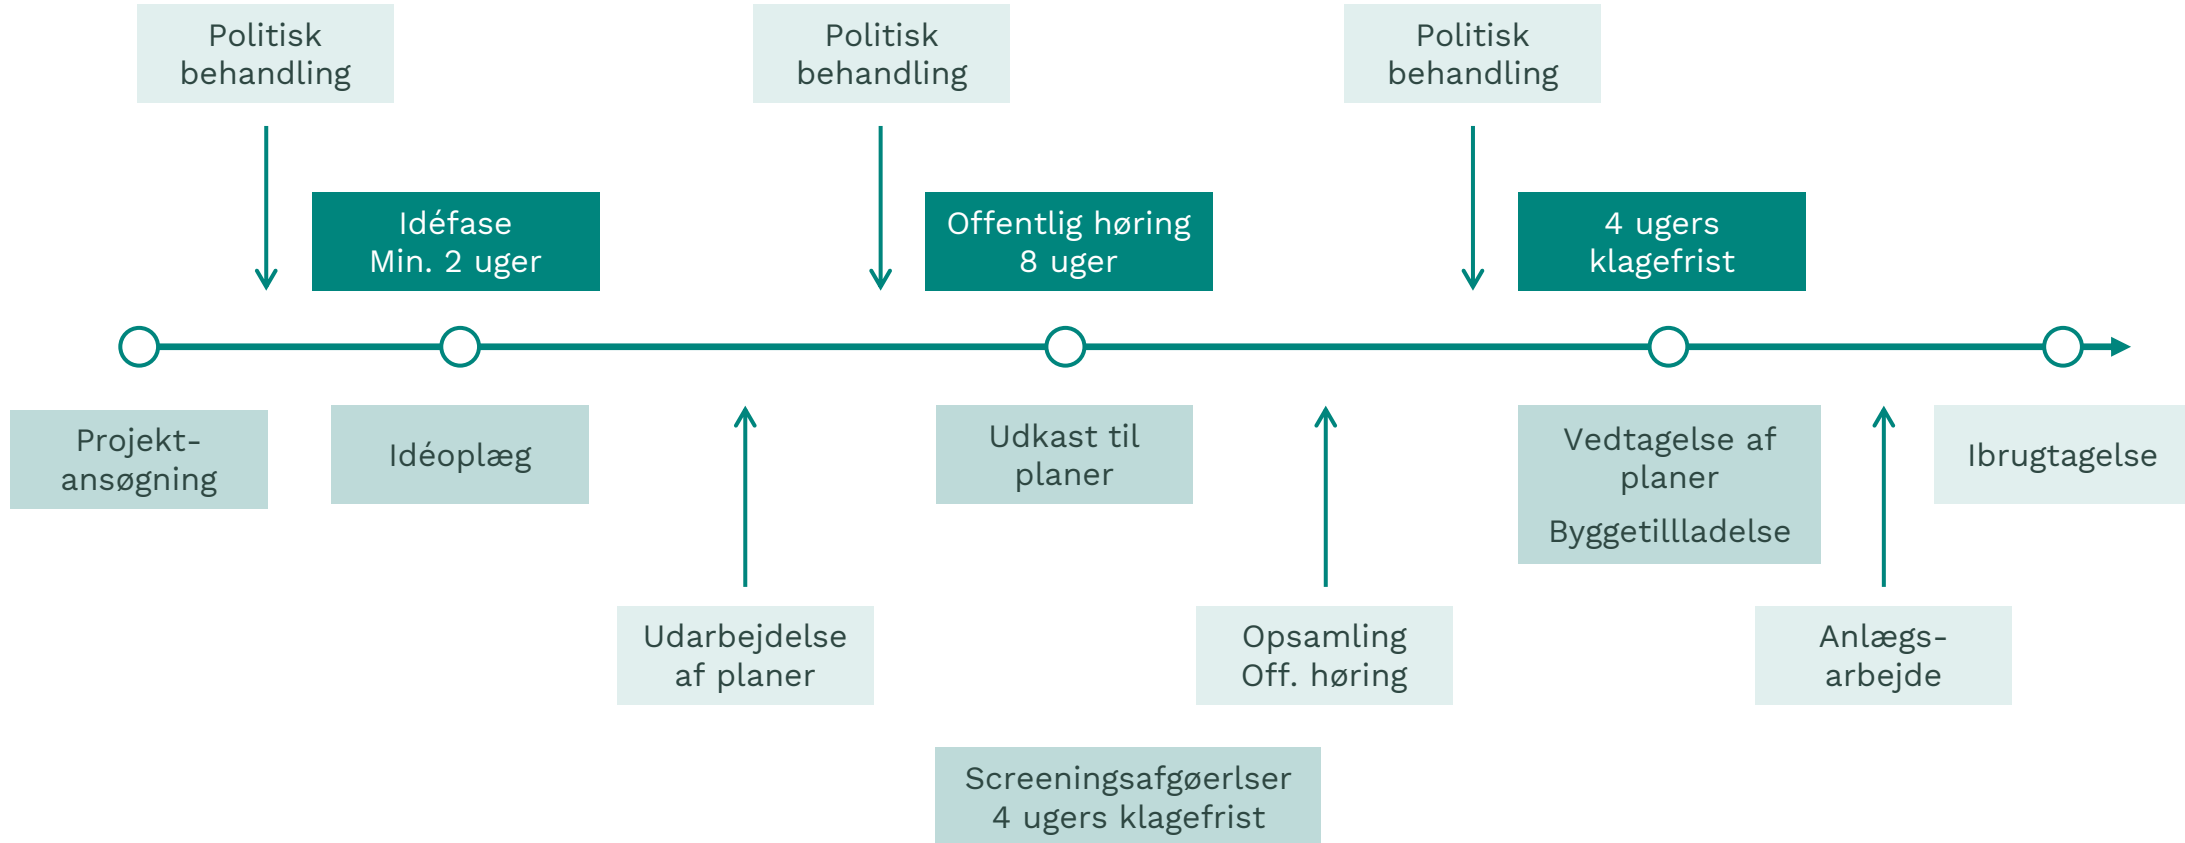 Politisk
behandling
Politisk
behandling
Politisk
behandling
Idéfase
Min. 2 uger
Offentlig høring
8 uger
4 ugers
klagefrist
Projekt-
ansøgning
Idéoplæg
Udkast til
planer
Vedtagelse af
planer
Byggetillladelse
Ibrugtagelse
Udarbejdelse
af planer
Opsamling
Off. høring
Anlægs-
arbejde
Screeningsafgøerlser
4 ugers klagefrist